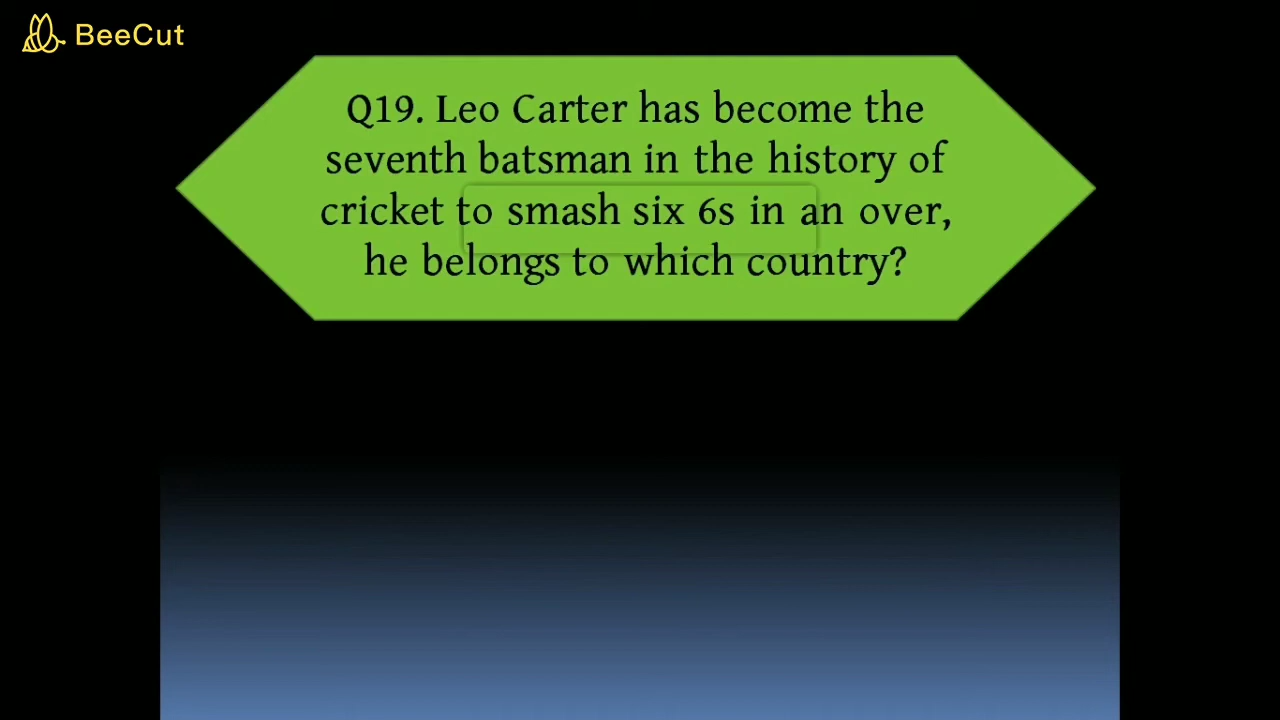 BeeCut
Q19. Leo Carter has become the
seventh batsman in the history of
cricket to smash six 6s in an over,
he belongs to which country?